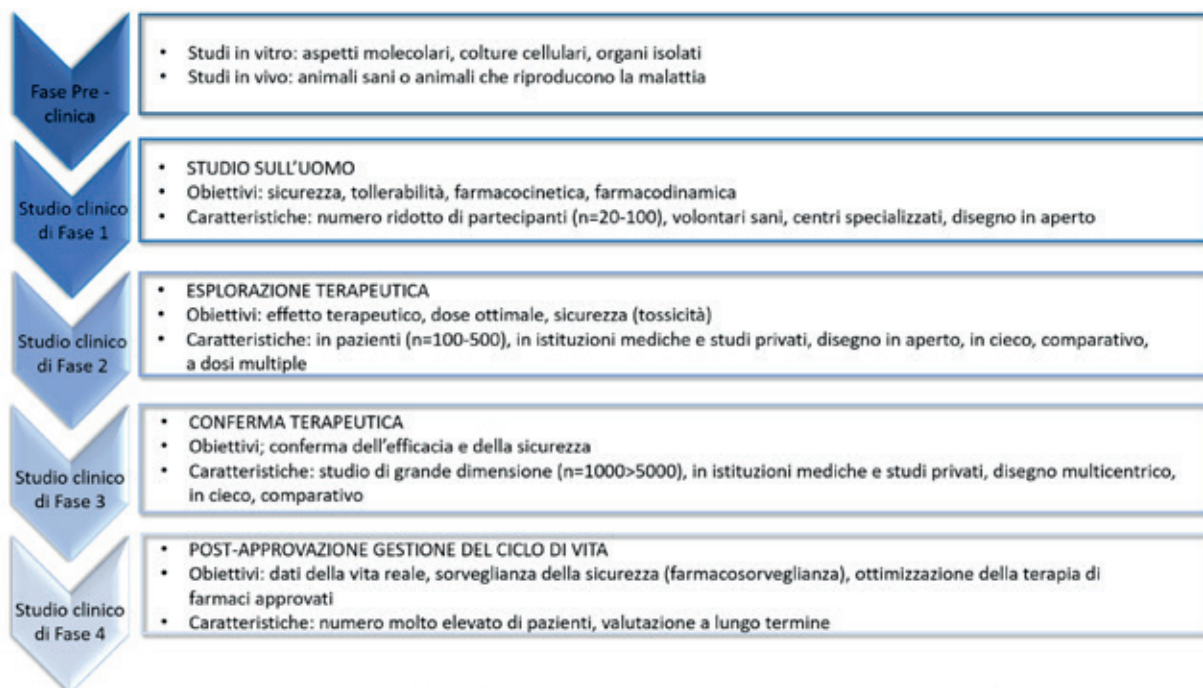 Fase Pre -
clinica
• Studi in vitro: aspetti molecolari, colture cellulari, organi isolati
• Studi in vivo: animali sani o animali che riproducono la malattia
Studio clinico
di Fase 1
• STUDIO SULL'UOMO
• Obiettivi: sicurezza, tollerabilità, farmacocinetica, farmacodinamica
• Caratteristiche: numero ridotto di partecipanti (n=20-100), volontari sani, centri specializzati, disegno in aperto
Studio clinico
di Fase 2
• ESPLORAZIONE TERAPEUTICA
• Obiettivi: effetto terapeutico, dose ottimale, sicurezza (tossicità)
• Caratteristiche: in pazienti (n=100-500), in istituzioni mediche e studi privati, disegno in aperto, in cieco, comparativo,
a dosi multiple
Studio clinico
di Fase 3
• CONFERMA TERAPEUTICA
• Obiettivi; conferma dell'efficacia e della sicurezza
• Caratteristiche: studio di grande dimensione (n=1000>5000), in istituzioni mediche e studi privati, disegno multicentrico,
in cieco, comparativo
Studio clinico
di Fase 4
• POST-APPROVAZIONE GESTIONE DEL CICLO DI VITA
• Obiettivi: dati della vita reale, sorveglianza della sicurezza (farmacosorveglianza), ottimizzazione della terapia di
farmaci approvati
• Caratteristiche: numero molto elevato di pazienti, valutazione a lungo termine